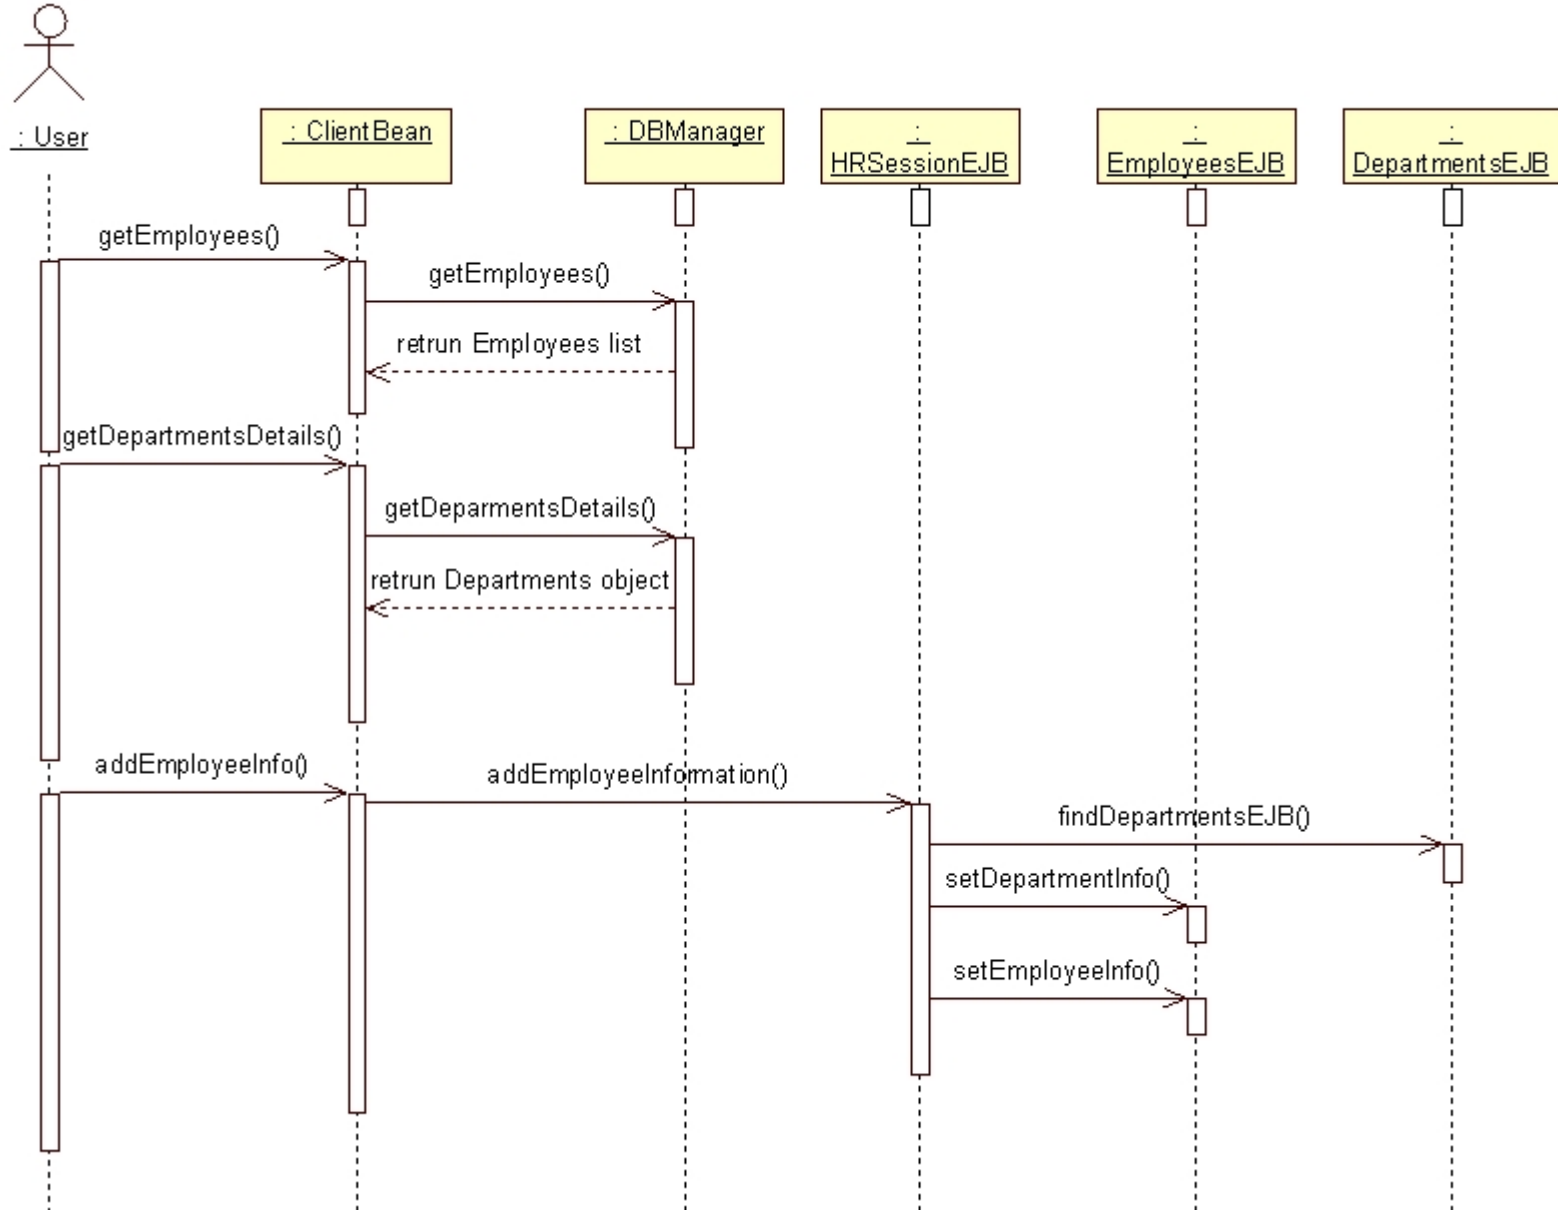 : User
: ClientBean
: DBManager
:
HRSessionEJB
:
EmployeesEJB
:
DepartmentsEJB
getEmployees()
getEmployees()
retrun Employees list
getDepartmentsDetails()
getDeparmentsDetails()
retrun Departments object
addEmployeeInfo()
addEmployeeInformation()
findDepartmentsEJB()
setDepartmentInfo()
setEmployeeInfo()